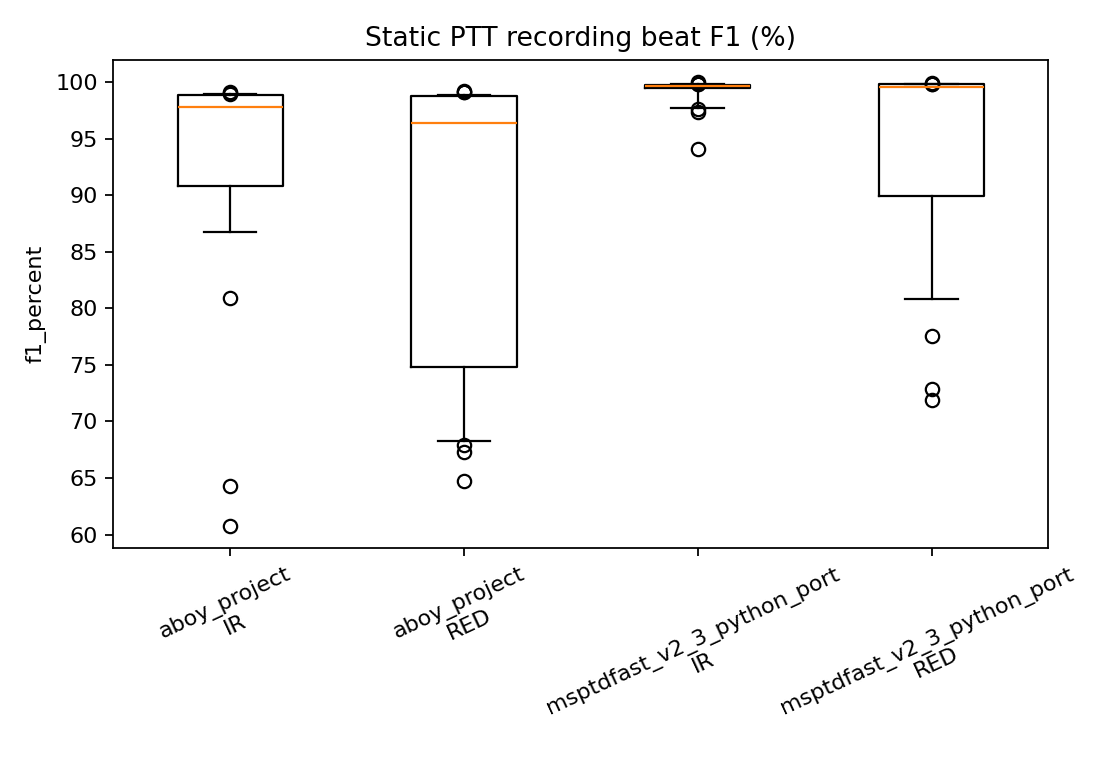 Static PTT recording beat F1 (%)
f1_percent
100
95
90
85
80
75
70
65
60
aboy_project
IR
aboy_project
RED
msptdfast_v2_3_python_port
IR
msptdfast_v2_3_python_port
RED